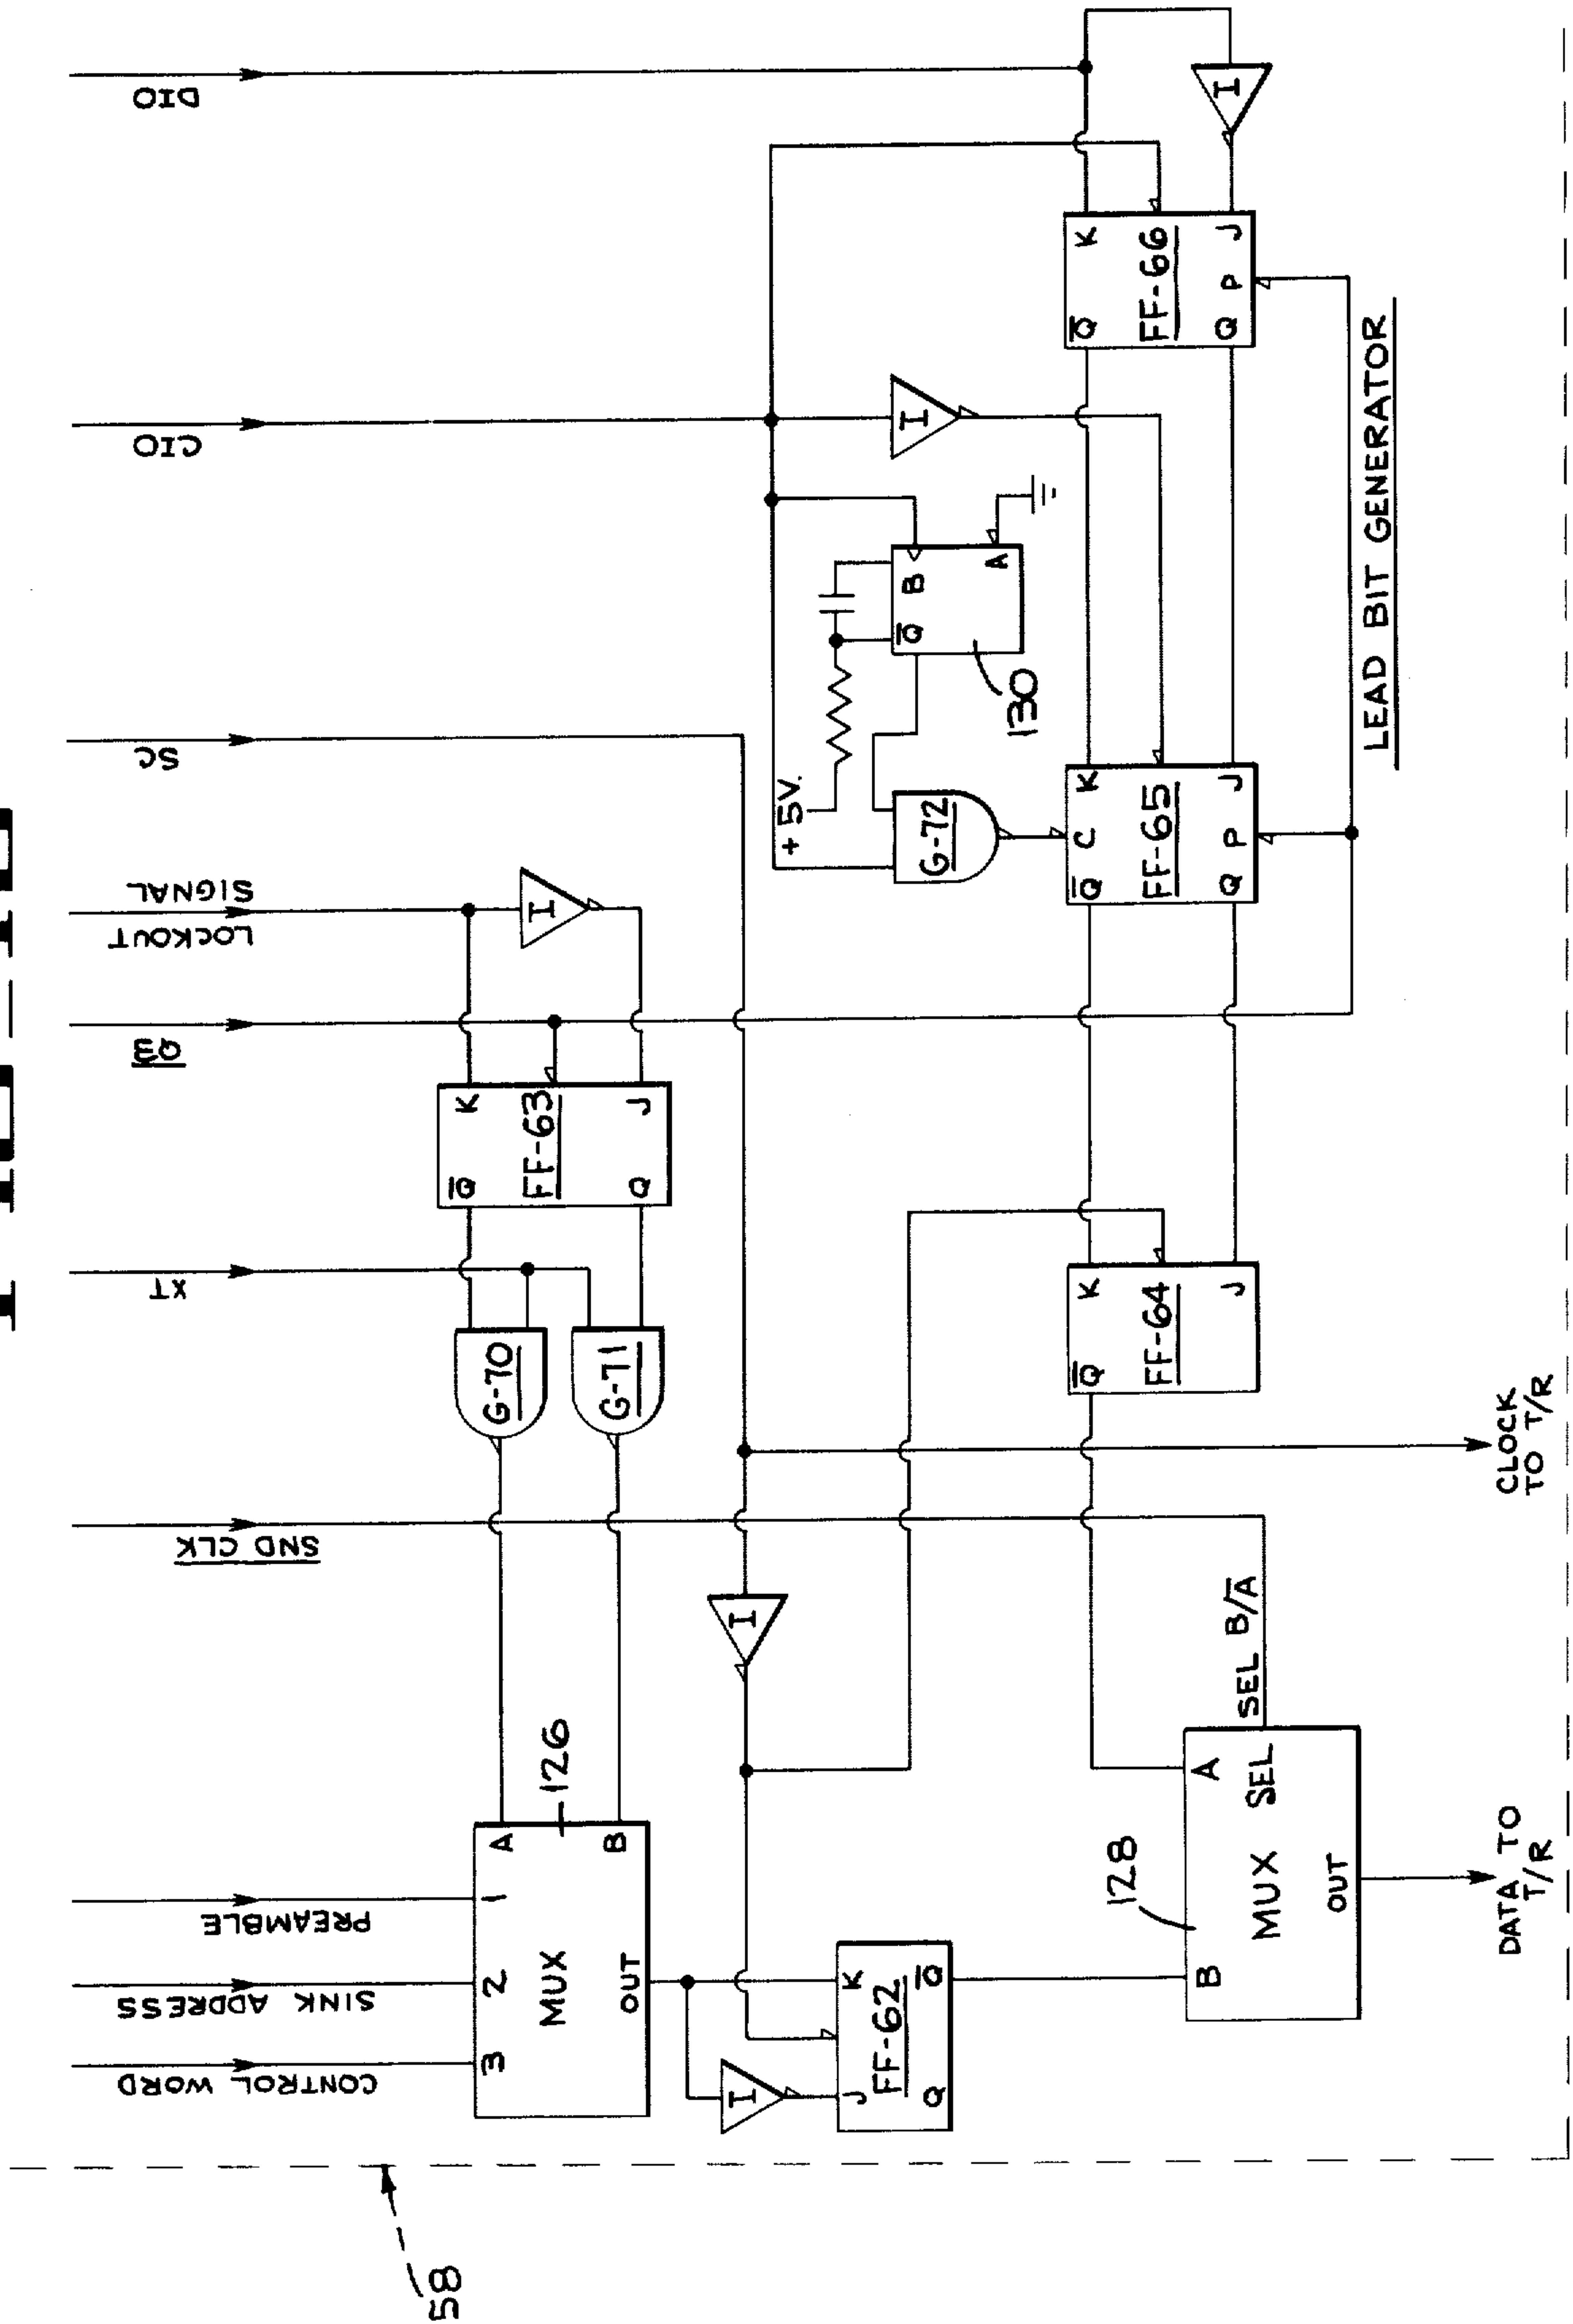 CONTROL WORD
SINK ADDRESS
PREAMBLE
SND CLK
XT
Q̅M̅
LOCKOUT
SIGNAL
SC
CIO
DIO
58
3
2
1
MUX
OUT
A
B
126
G-70
G-71
Q̅
K
FF-63
Q
J
I
I
I
J
K
FF-62
Q
Q̅
B
128
MUX
A
SEL
OUT
SEL B/A̅
DATA TO
T/R
CLOCK
TO T/R
Q̅
K
FF-64
J
+5V.
G-72
Q̅
B
A
130
I
Q̅
C
K
FF-65
Q
P
J
Q̅
K
FF-66
Q
P
J
I
LEAD BIT GENERATOR